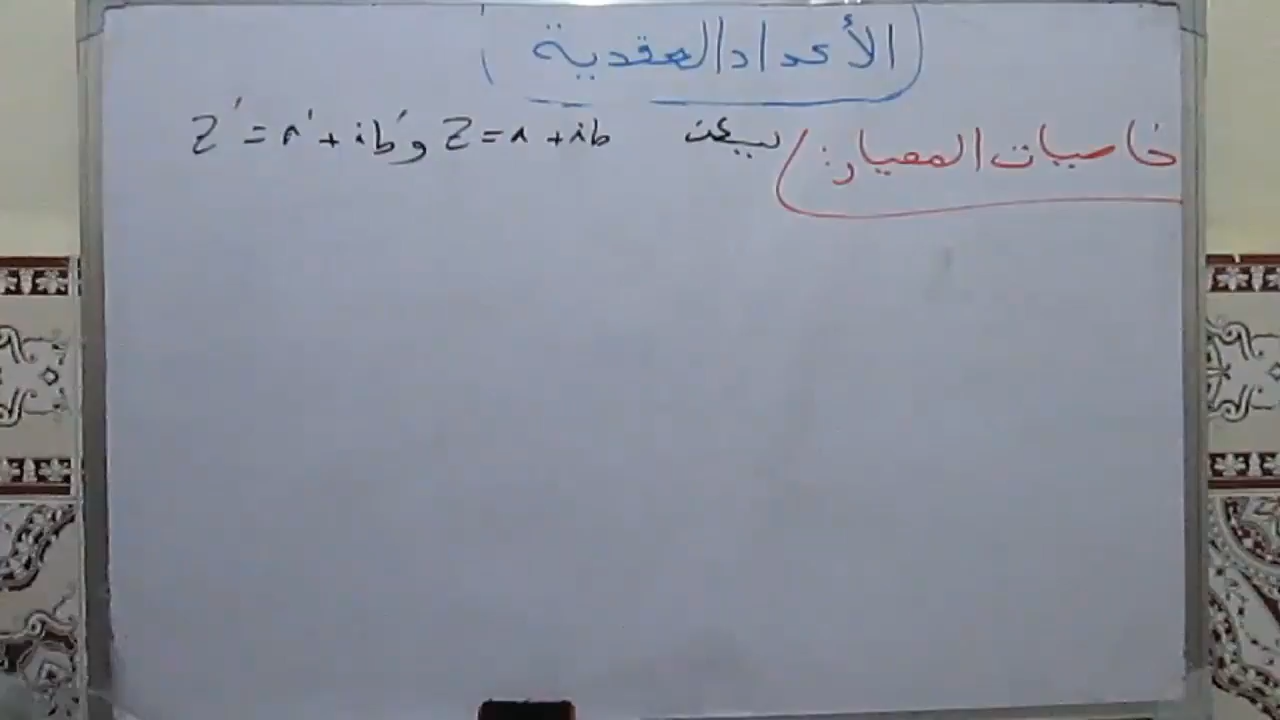 الأعداد العقدية
خاصيات المعيار:
ليكن Z = a + ib و Z' = a' + ib'